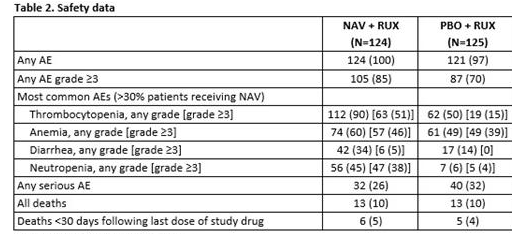 Table 2. Safety data
NAV + RUX PBO + RUX
(N=124) (N=125)
Any AE 124 (100) 121 (97)
Any AE grade ≥3 105 (85) 87 (70)
Most common AEs (>30% patients receiving NAV)
Thrombocytopenia, any grade [grade ≥3] 112 (90) [63 (51)] 62 (50) [19 (15)]
Anemia, any grade [grade ≥3] 74 (60) [57 (46)] 61 (49) [49 (39)]
Diarrhea, any grade [grade ≥3] 42 (34) [6 (5)] 17 (14) [0]
Neutropenia, any grade [grade ≥3] 56 (45) [47 (38)] 7 (6) [5 (4)]
Any serious AE 32 (26) 40 (32)
All deaths 13 (10) 13 (10)
Deaths <30 days following last dose of study drug 6 (5) 5 (4)